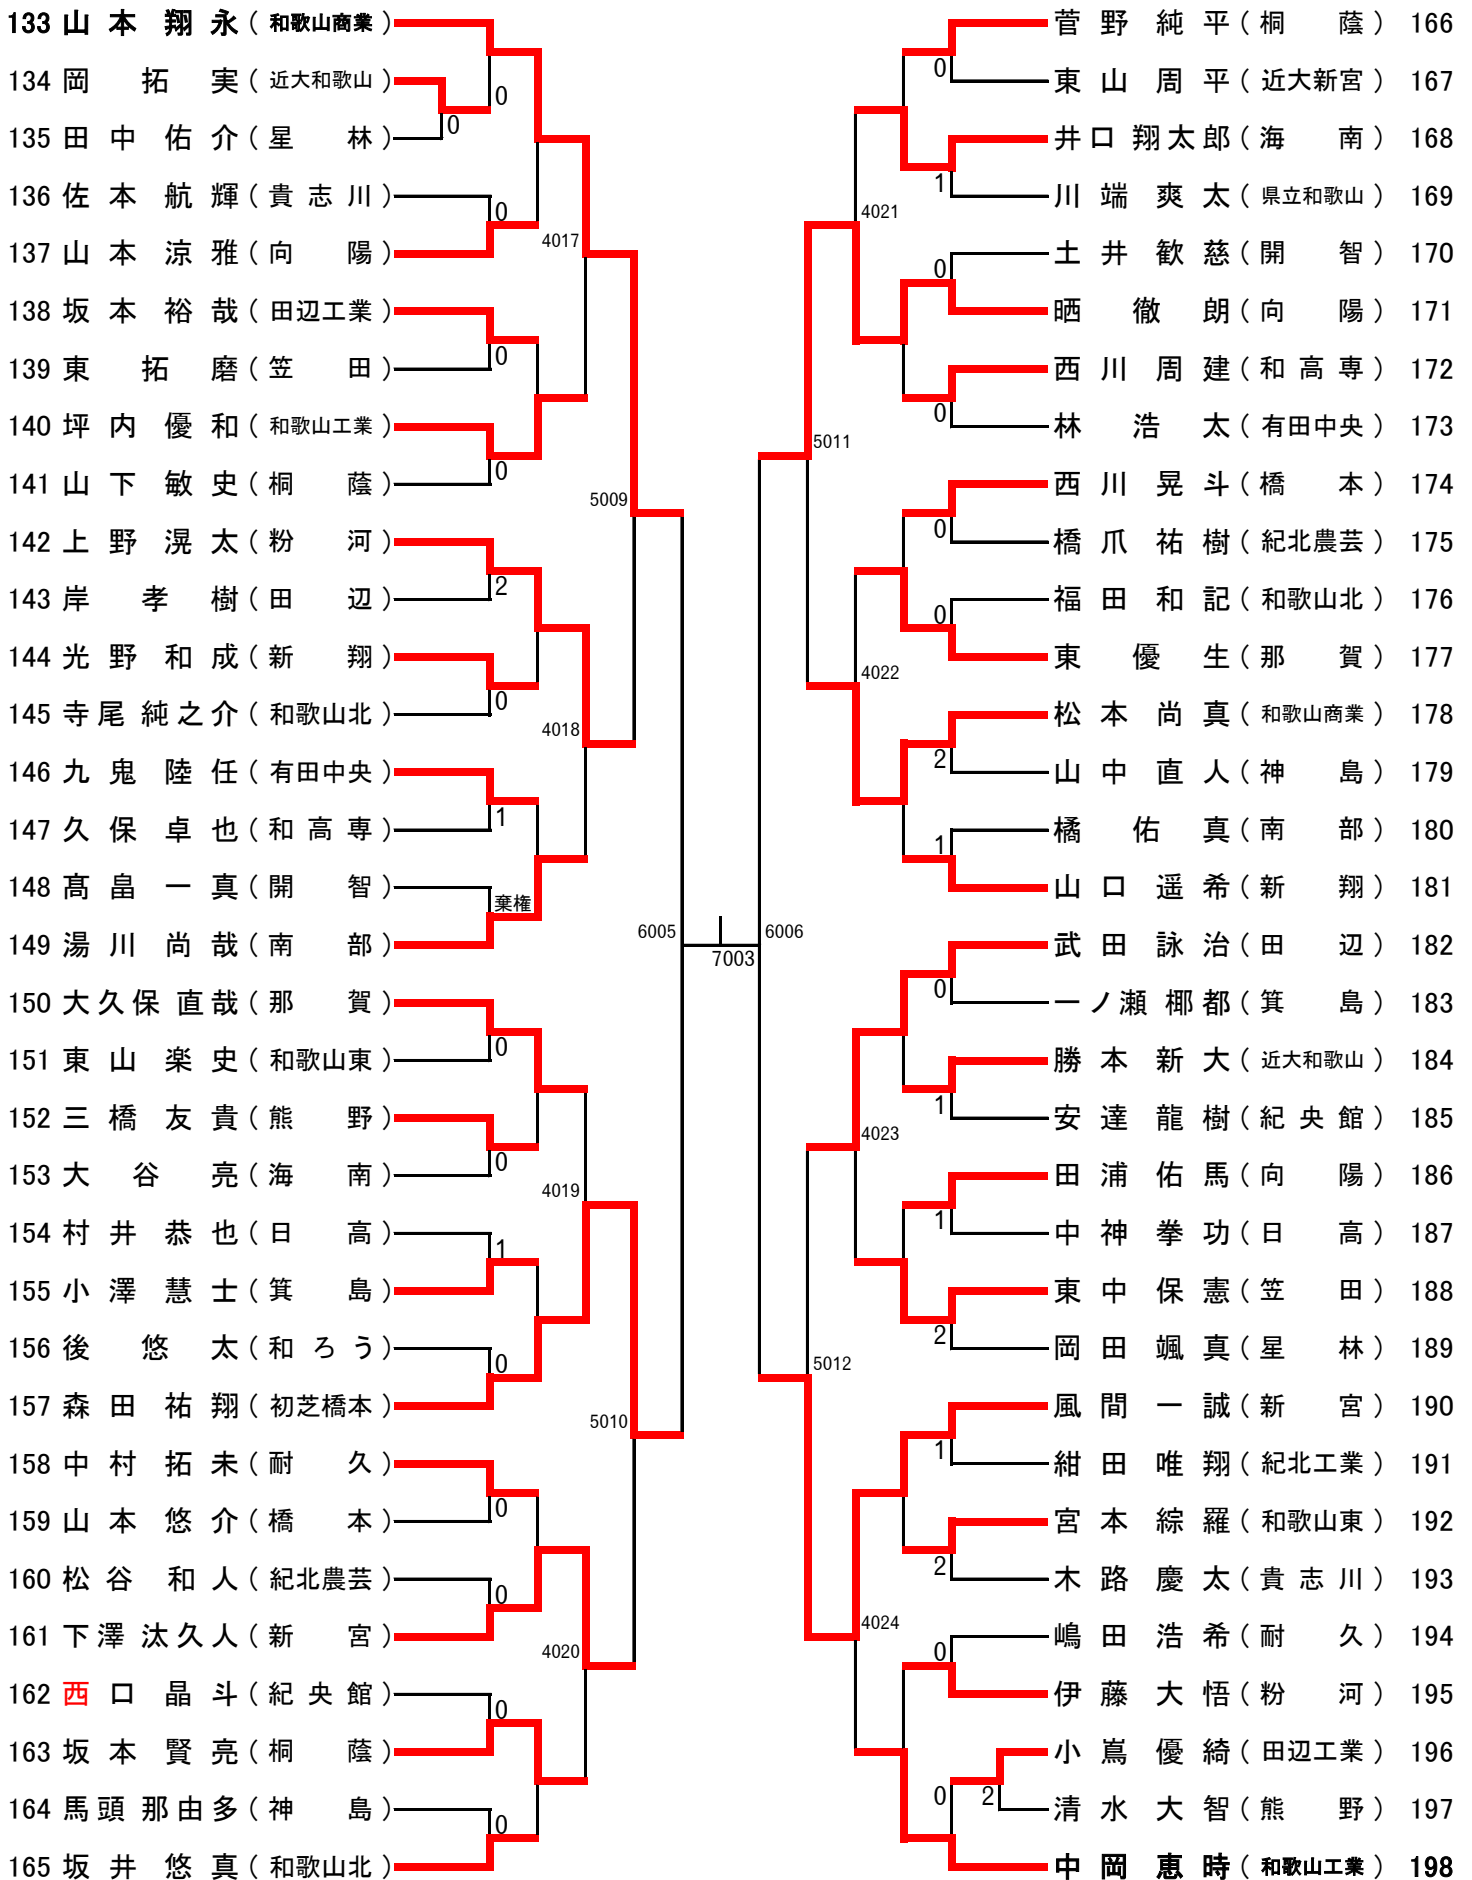 133 山本 翔永 (和歌山商業)
134 岡 拓実 (近大和歌山)
0
135 田中佑介 (星林)
0
136 佐本航輝 (貴志川)
0
137 山本涼雅 (向陽)
4017
138 坂本裕哉 (田辺工業)
139 東拓磨 (笠田)
0
140 坪内優和 (和歌山工業)
141 山下敏史 (桐蔭)
0
5009
142 上野滉太 (粉河)
143 岸孝樹 (田辺)
2
144 光野和成 (新翔)
145 寺尾純之介 (和歌山北)
0
4018
146 九鬼陸任 (有田中央)
147 久保卓也 (和高専)
1
148 髙畠一真 (開智)
棄権
149 湯川尚哉 (南部)
6005
150 大久保直哉 (那賀)
151 東山楽史 (和歌山東)
0
152 三橋友貴 (熊野)
153 大谷亮 (海南)
0
4019
154 村井恭也 (日高)
1
155 小澤慧士 (箕島)
156 後悠太 (和ろう)
0
157 森田祐翔 (初芝橋本)
5010
158 中村拓未 (耐久)
159 山本悠介 (橋本)
0
160 松谷和人 (紀北農芸)
0
161 下澤汰久人 (新宮)
4020
162 西口晶斗 (紀央館)
0
163 坂本賢亮 (桐蔭)
164 馬頭那由多 (神島)
0
165 坂井悠真 (和歌山北)
7003
菅野純平 (桐蔭) 166
0
東山周平 (近大新宮) 167
井口翔太郎 (海南) 168
1
川端爽太 (県立和歌山) 169
4021
土井歓慈 (開智) 170
0
晒徹朗 (向陽) 171
西川周建 (和高専) 172
0
林浩太 (有田中央) 173
5011
西川晃斗 (橋本) 174
0
橋爪祐樹 (紀北農芸) 175
福田和記 (和歌山北) 176
0
東優生 (那賀) 177
4022
松本尚真 (和歌山商業) 178
2
山中直人 (神島) 179
橘佑真 (南部) 180
1
山口遥希 (新翔) 181
6006
武田詠治 (田辺) 182
0
一ノ瀬椰都 (箕島) 183
勝本新大 (近大和歌山) 184
1
安達龍樹 (紀央館) 185
4023
田浦佑馬 (向陽) 186
1
中神拳功 (日高) 187
東中保憲 (笠田) 188
2
岡田颯真 (星林) 189
5012
風間一誠 (新宮) 190
1
紺田唯翔 (紀北工業) 191
宮本綜羅 (和歌山東) 192
2
木路慶太 (貴志川) 193
4024
嶋田浩希 (耐久) 194
0
伊藤大悟 (粉河) 195
小嶌優綺 (田辺工業) 196
0
2
清水大智 (熊野) 197
中岡恵時 (和歌山工業) 198